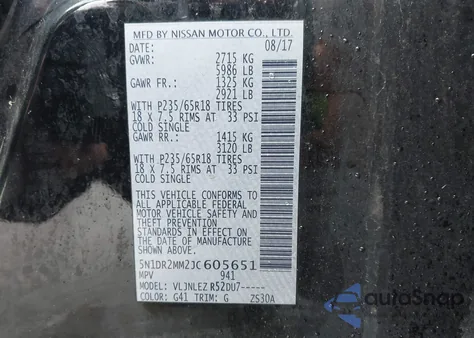 MFD BY NISSAN MOTOR CO., LTD.
DATE: 08/17
GVWR: 2715 KG
5986 LB
GAWR FR.: 1325 KG
2921 LB
WITH P235/65R18 TIRES
18 X 7.5 RIMS AT 33 PSI
COLD SINGLE
GAWR RR.: 1415 KG
3120 LB
WITH P235/65R18 TIRES
18 X 7.5 RIMS AT 33 PSI
COLD SINGLE
THIS VEHICLE CONFORMS TO
ALL APPLICABLE FEDERAL
MOTOR VEHICLE SAFETY AND
THEFT PREVENTION
STANDARDS IN EFFECT ON
THE DATE OF MANUFACTURE
SHOWN ABOVE.
5N1DR2MM2JC605651
MPV 941
MODEL: VLJNLEZ R52DU7-----
COLOR: G41 TRIM: G ZS30A
autoSnap